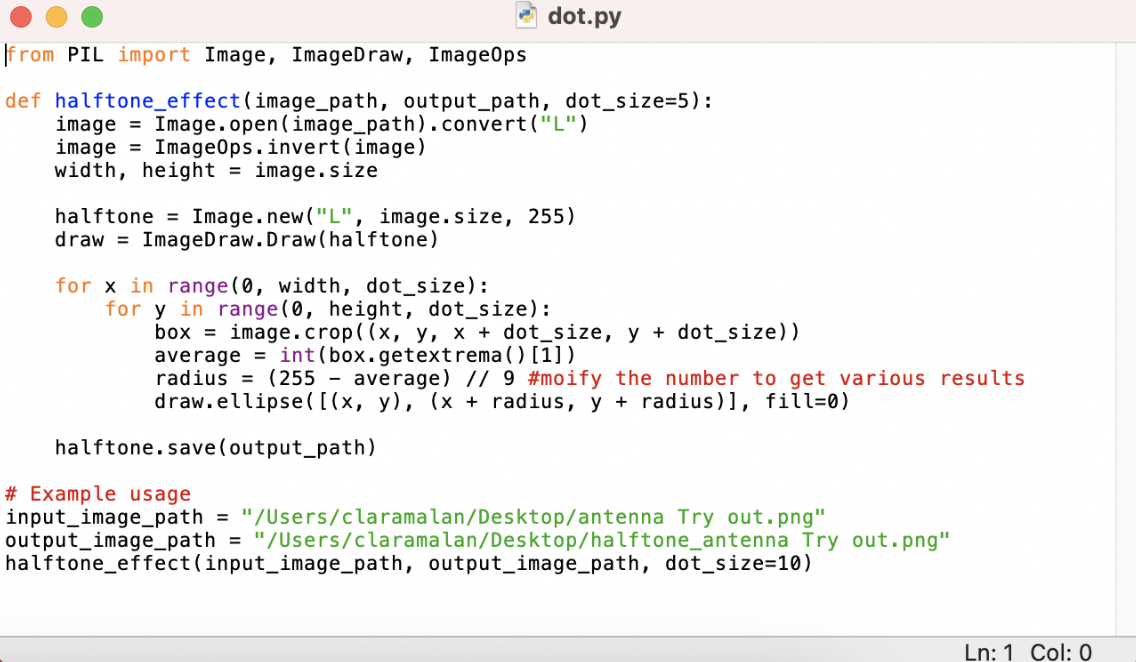 dot.py
from PIL import Image, ImageDraw, ImageOps
def halftone_effect(image_path, output_path, dot_size=5):
    image = Image.open(image_path).convert("L")
    image = ImageOps.invert(image)
    width, height = image.size
    halftone = Image.new("L", image.size, 255)
    draw = ImageDraw.Draw(halftone)
    for x in range(0, width, dot_size):
        for y in range(0, height, dot_size):
            box = image.crop((x, y, x + dot_size, y + dot_size))
            average = int(box.getextrema()[1])
            radius = (255 - average) // 9 #moify the number to get various results
            draw.ellipse([(x, y), (x + radius, y + radius)], fill=0)
    halftone.save(output_path)
# Example usage
input_image_path = "/Users/claramalan/Desktop/antenna Try out.png"
output_image_path = "/Users/claramalan/Desktop/halftone_antenna Try out.png"
halftone_effect(input_image_path, output_image_path, dot_size=10)
Ln: 1 Col: 0